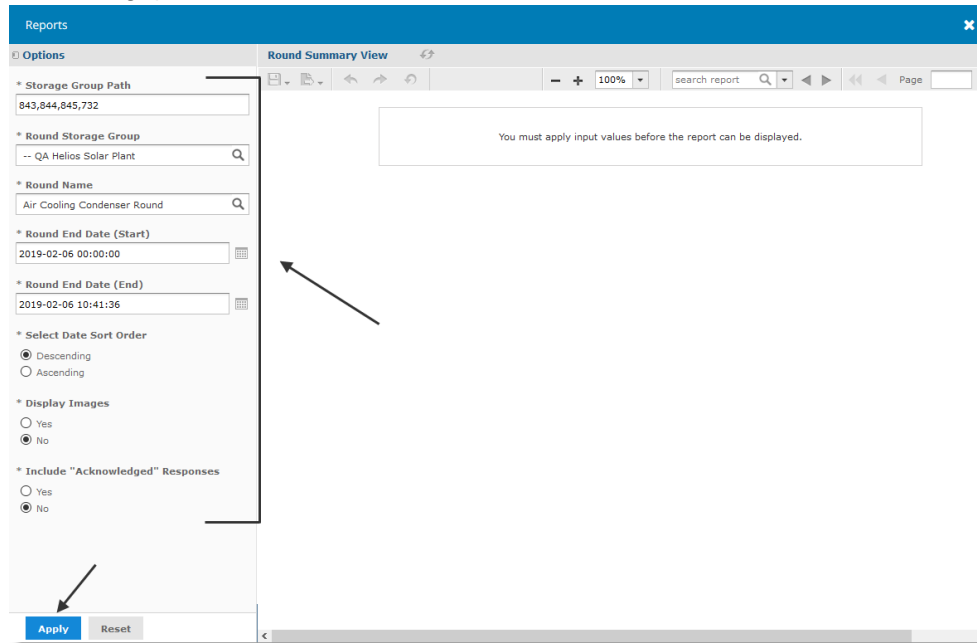 Reports
Options
Round Summary View
* Storage Group Path
843,844,845,732
* Round Storage Group
-- QA Helios Solar Plant
* Round Name
Air Cooling Condenser Round
* Round End Date (Start)
2019-02-06 00:00:00
* Round End Date (End)
2019-02-06 10:41:36
* Select Date Sort Order
Descending
Ascending
* Display Images
Yes
No
* Include "Acknowledged" Responses
Yes
No
Apply Reset
100% search report Page
You must apply input values before the report can be displayed.